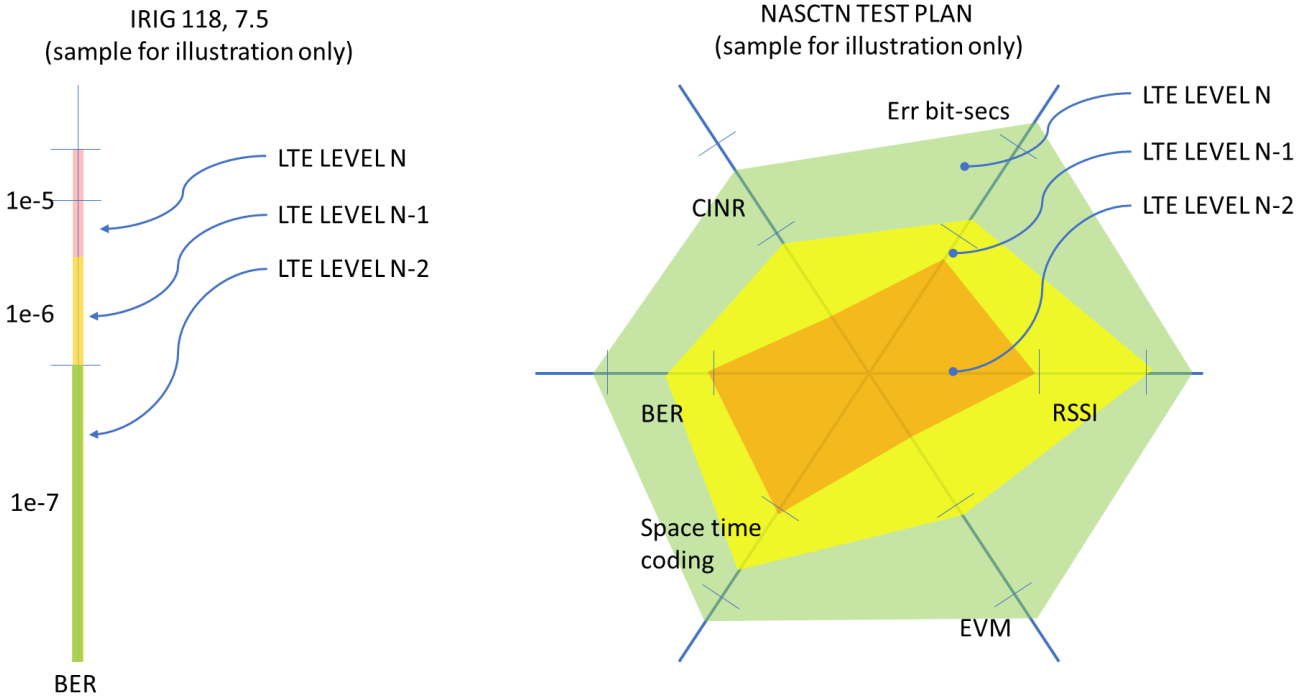 IRIG 118, 7.5
(sample for illustration only)
LTE LEVEL N
1e-5
LTE LEVEL N-1
LTE LEVEL N-2
1e-6
1e-7
BER
NASCTN TEST PLAN
(sample for illustration only)
Err bit-secs
LTE LEVEL N
LTE LEVEL N-1
LTE LEVEL N-2
CINR
BER
RSSI
Space time
coding
EVM